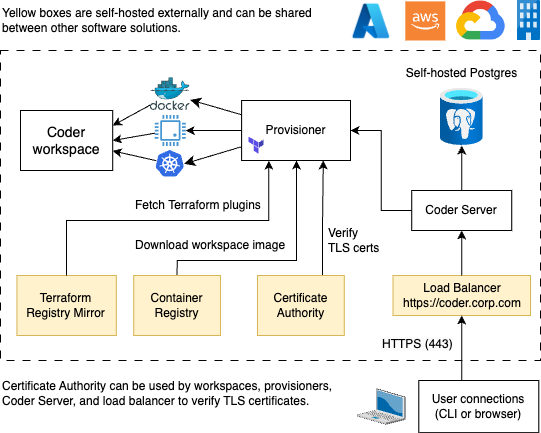 Yellow boxes are self-hosted externally and can be shared
between other software solutions.
aws
Self-hosted Postgres
docker
Coder
workspace
Provisioner
Coder Server
Fetch Terraform plugins
Download workspace image
Verify
TLS certs
Terraform
Registry Mirror
Container
Registry
Certificate
Authority
Load Balancer
https://coder.corp.com
HTTPS (443)
Certificate Authority can be used by workspaces, provisioners,
Coder Server, and load balancer to verify TLS certificates.
User connections
(CLI or browser)